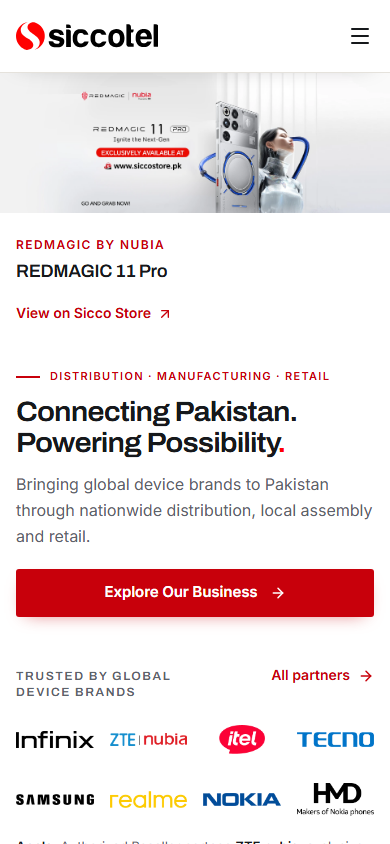 siccotel
REDMAGIC | nubia
REDMAGIC 11 PRO
Ignite the Next-Gen
EXCLUSIVELY AVAILABLE AT
www.siccostore.pk
GO AND GRAB NOW!!
REDMAGIC BY NUBIA
REDMAGIC 11 Pro
View on Sicco Store
DISTRIBUTION · MANUFACTURING · RETAIL
Connecting Pakistan.
Powering Possibility.
Bringing global device brands to Pakistan
through nationwide distribution, local assembly
and retail.
Explore Our Business
TRUSTED BY GLOBAL
DEVICE BRANDS
All partners
Infinix ZTE | nubia itel TECNO
SAMSUNG realme NOKIA HMD
Makers of Nokia phones